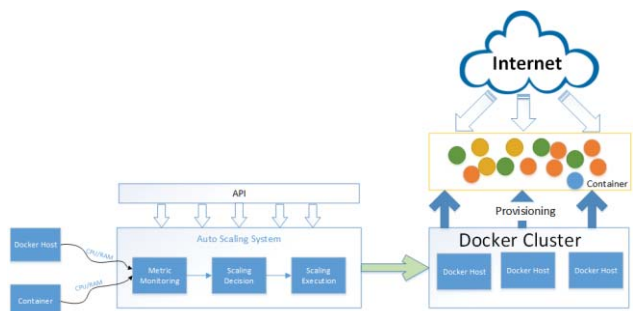 Internet
Container
Provisioning
API
Auto Scaling System
Docker Host
CPU/RAM
Container
CPU/RAM
Metric
Monitoring
Scaling
Decision
Scaling
Execution
Docker Cluster
Docker Host
Docker Host
Docker Host